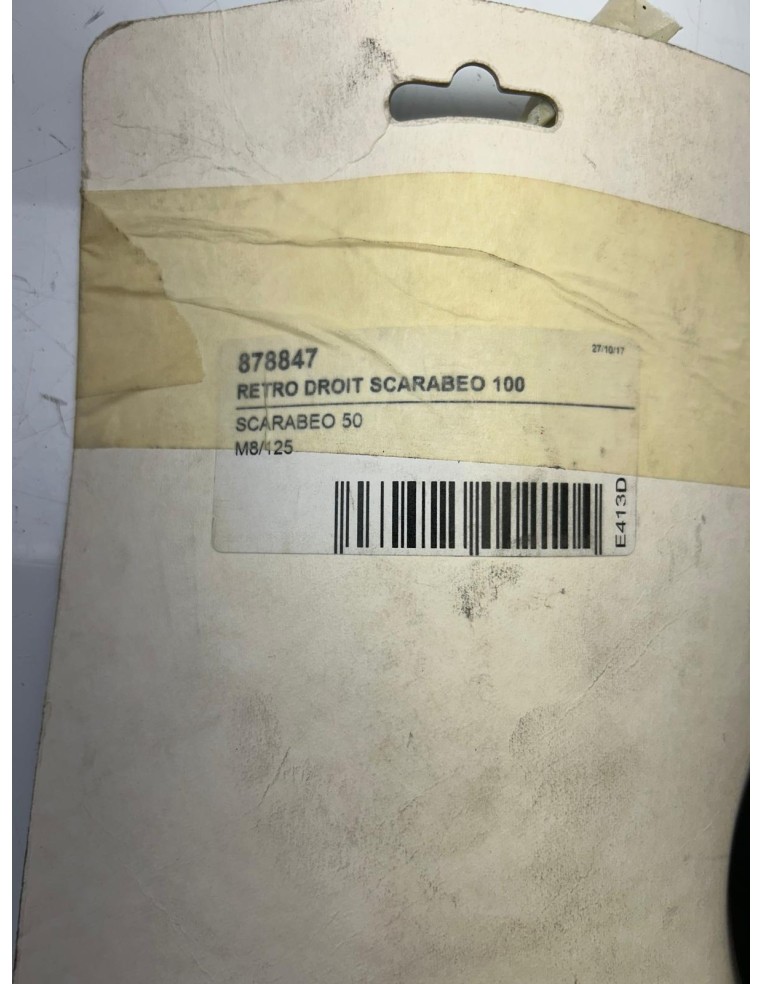 878847
27/10/17
RETRO DROIT SCARABEO 100
SCARABEO 50
M8/125
E413D